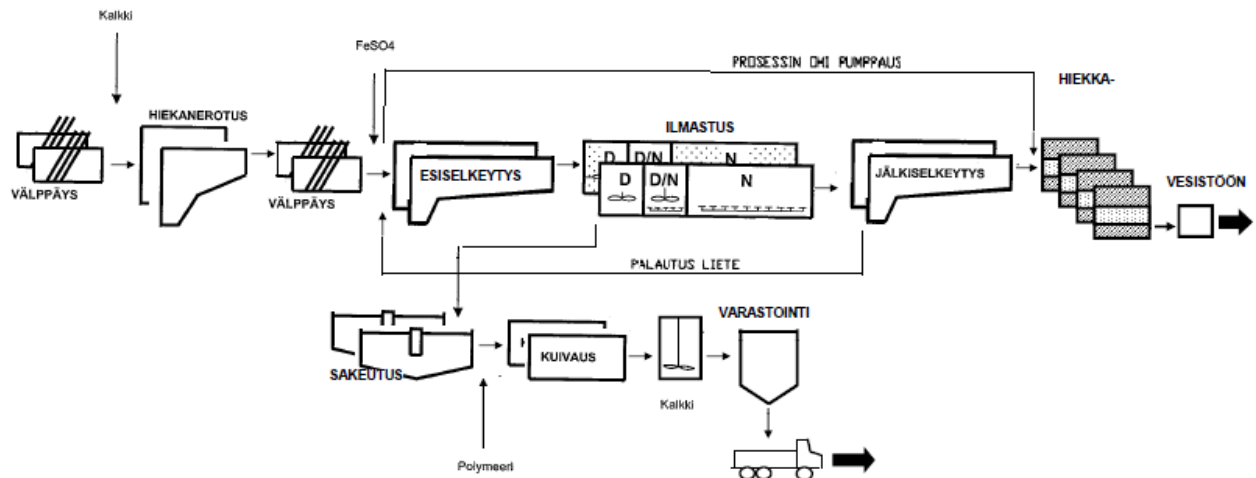 Kalkki
FeSO4
PROSESSIN OHI PUMPPAUS
HIEKKA-
HIEKANEROTUS
ILMASTUS
VÄLPPÄYS
VÄLPPÄYS
ESISELKEYTYS
D D/N N
D D/N N
JÄLKISELKEYTYS
VESISTÖÖN
PALAUTUS LIETE
SAKEUTUS
KUIVAUS
VARASTOINTI
Kalkki
Polymeeri